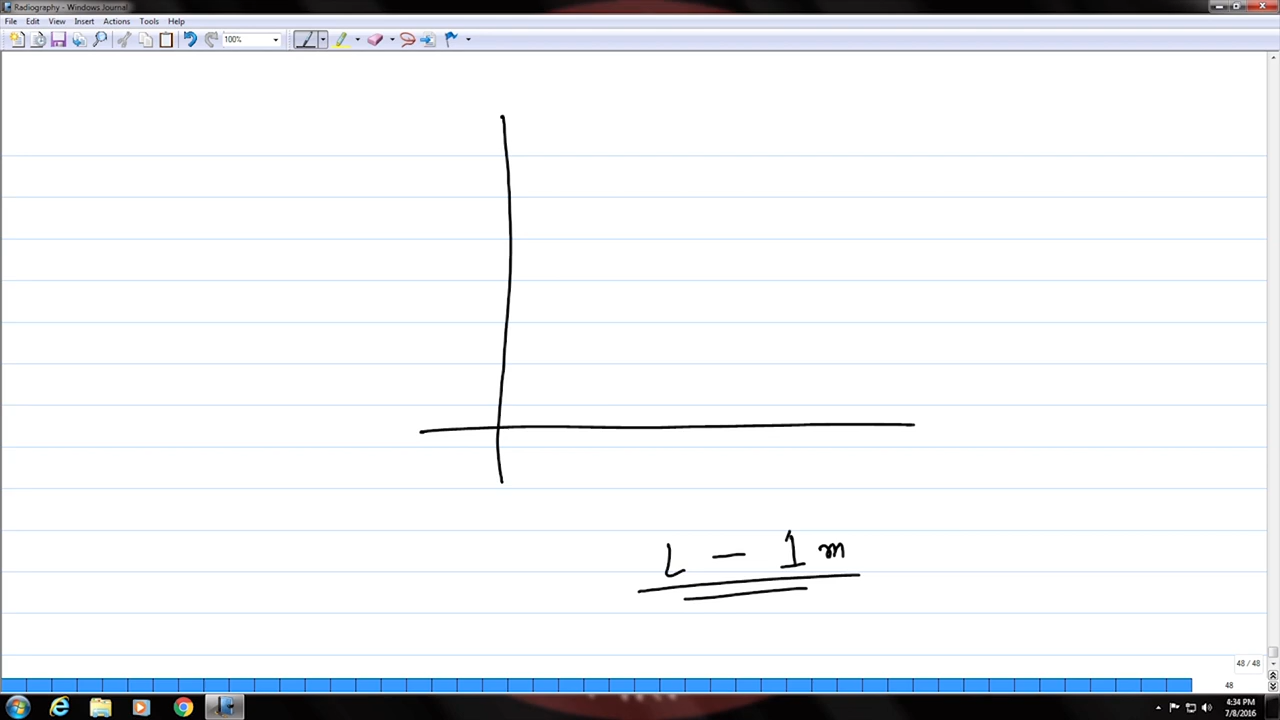 Radiography - Windows Journal
File Edit View Insert Actions Tools Help
100%
L - 1 m
48 / 48
48
4:34 PM
7/8/2016